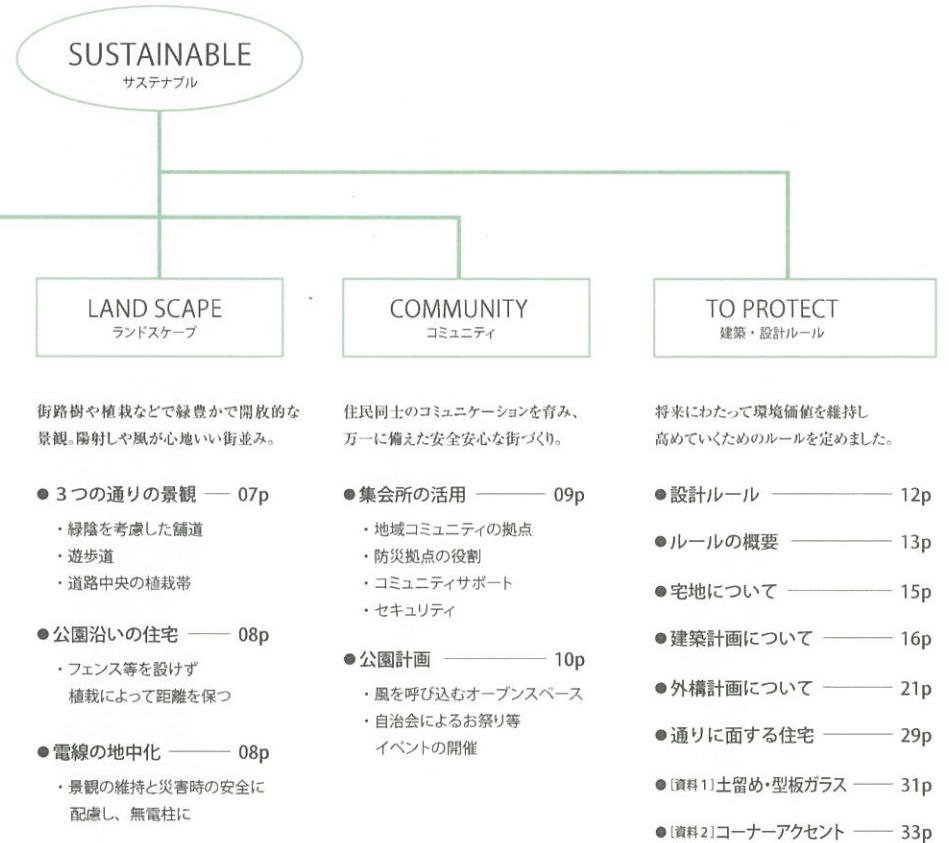 SUSTAINABLE
サステナブル
LAND SCAPE
ランドスケープ
街路樹や植栽などで緑豊かで開放的な
景観。陽射しや風が心地いい街並み。
● 3つの通りの景観 ── 07p
・緑陰を考慮した舗道
・遊歩道
・道路中央の植栽帯
● 公園沿いの住宅 ── 08p
・フェンス等を設けず
植栽によって距離を保つ
● 電線の地中化 ── 08p
・景観の維持と災害時の安全に
配慮し、無電柱に
COMMUNITY
コミュニティ
住民同士のコミュニケーションを育み、
万一に備えた安全安心な街づくり。
● 集会所の活用 ── 09p
・地域コミュニティの拠点
・防災拠点の役割
・コミュニティサポート
・セキュリティ
● 公園計画 ── 10p
・風を呼び込むオープンスペース
・自治会によるお祭り等
イベントの開催
TO PROTECT
建築・設計ルール
将来にわたって環境価値を維持し
高めていくためのルールを定めました。
● 設計ルール ── 12p
● ルールの概要 ── 13p
● 宅地について ── 15p
● 建築計画について ── 16p
● 外構計画について ── 21p
● 通りに面する住宅 ── 29p
● [資料1]土留め・型板ガラス ── 31p
● [資料2]コーナーアクセント ── 33p